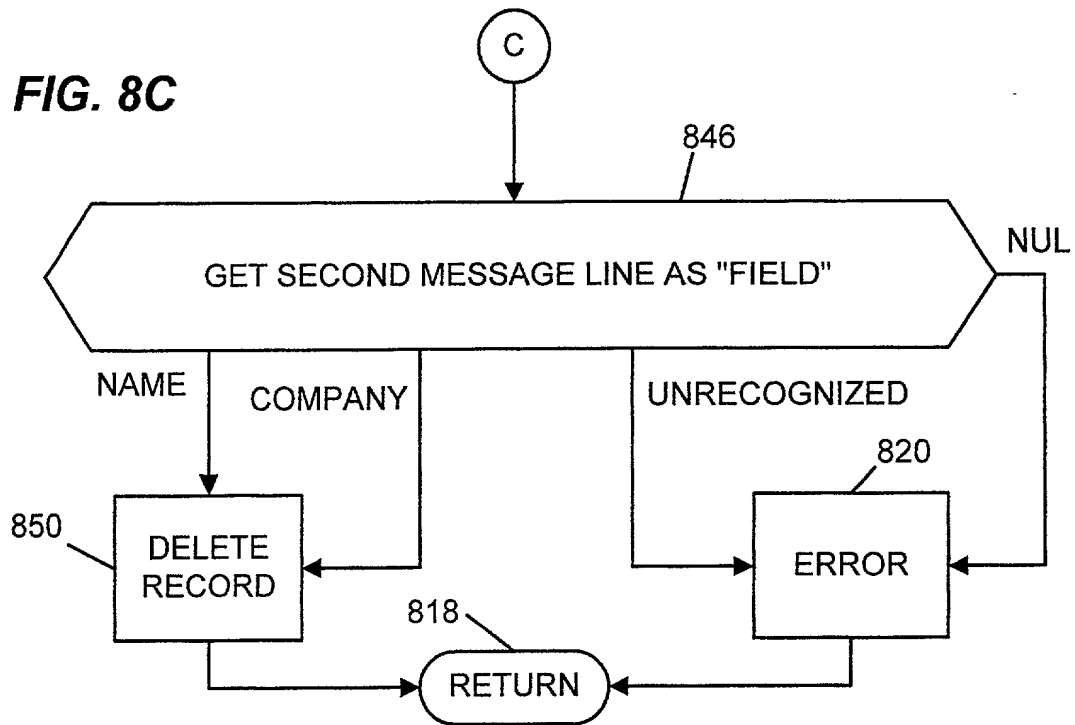 C
FIG. 8C
846
NUL
GET SECOND MESSAGE LINE AS "FIELD"
NAME
COMPANY
UNRECOGNIZED
820
850
DELETE
RECORD
ERROR
818
RETURN